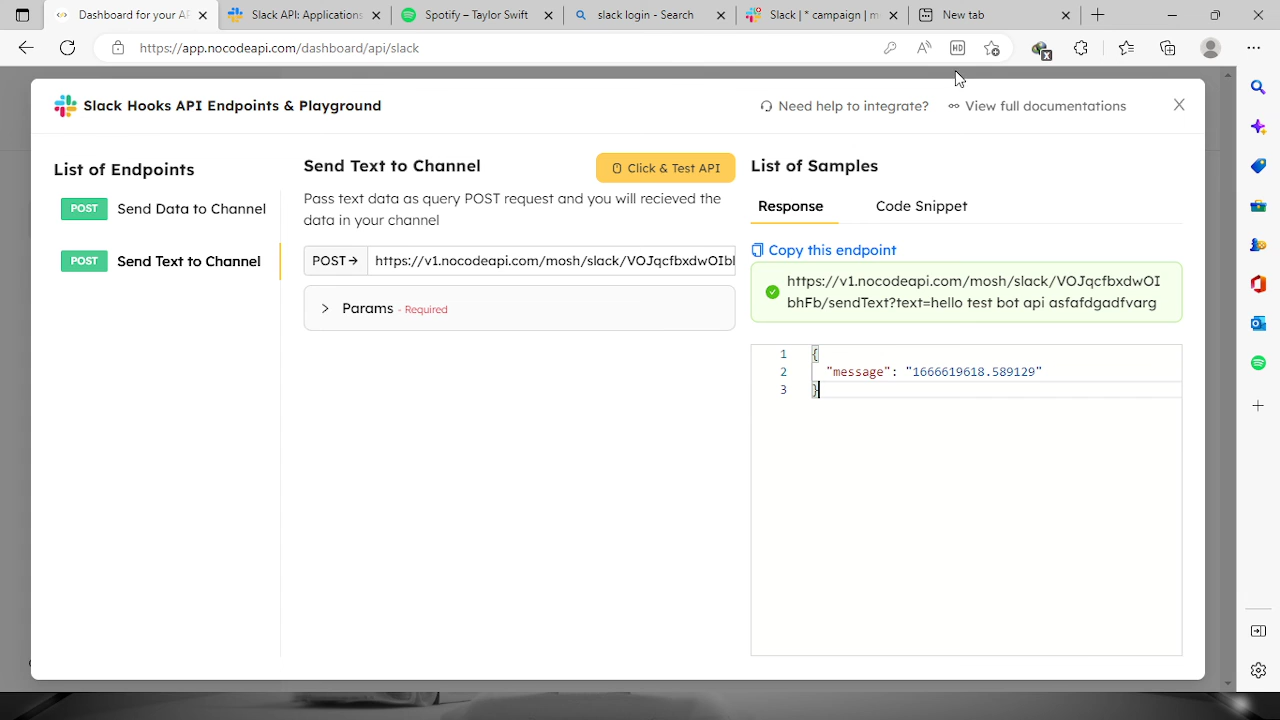 Dashboard for your AP
Slack API: Applications
Spotify – Taylor Swift
slack login - Search
Slack | * campaign | m
New tab
https://app.nocodeapi.com/dashboard/api/slack
Slack Hooks API Endpoints & Playground
Need help to integrate?
View full documentations
List of Endpoints
POST Send Data to Channel
POST Send Text to Channel
Send Text to Channel
Click & Test API
Pass text data as query POST request and you will recieved the
data in your channel
POST→ https://v1.nocodeapi.com/mosh/slack/VOJqcfbxdwOIbl
Params - Required
List of Samples
Response Code Snippet
Copy this endpoint
https://v1.nocodeapi.com/mosh/slack/VOJqcfbxdwOI
bhFb/sendText?text=hello test bot api asfafdgadfvarg
1 {
2 "message": "1666619618.589129"
3 }